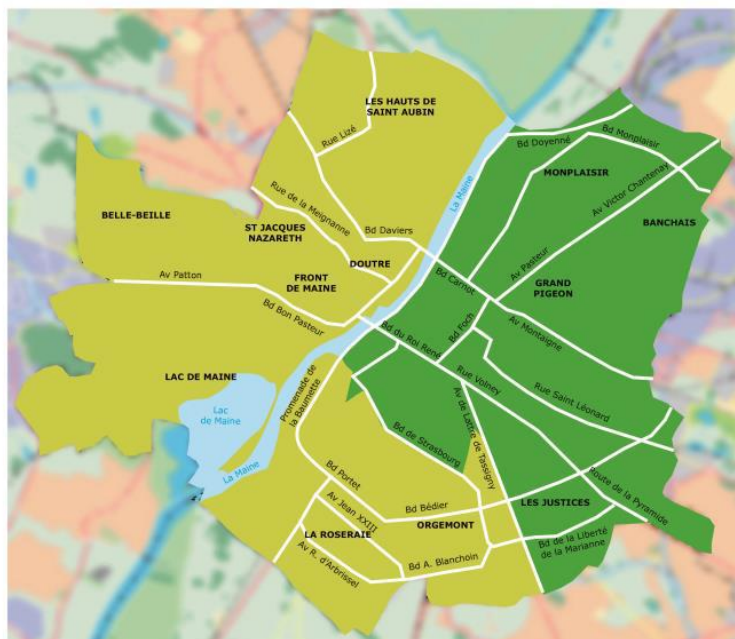 LES HAUTS DE
SAINT AUBIN
Rue Lizé
Bd Doyenné
Bd Monplaisir
MONPLAISIR
La Maine
Av Victor Chantenay
Rue de la Meignanne
BELLE-BEILLE
BANCHAIS
ST JACQUES
NAZARETH
Bd Daviers
DOUTRE
Av Pasteur
Bd Carnot
Av Patton
FRONT
DE MAINE
GRAND
PIGEON
Bd Bon Pasteur
Bd du Roi René
Bd Foch
Av Montaigne
LAC DE MAINE
Promenade de
la Baumette
Rue Volney
Rue Saint Léonard
Lac
de Maine
Av de Lattre de Tassigny
Bd de Strasbourg
La Maine
Bd Portet
Route de la Pyramide
Av Jean XXIII
Bd Bédier
LES JUSTICES
ORGEMONT
LA ROSERAIE
Bd de la Liberté
de la Marianne
Av R. d'Arbrissel
Bd A. Blanchoin